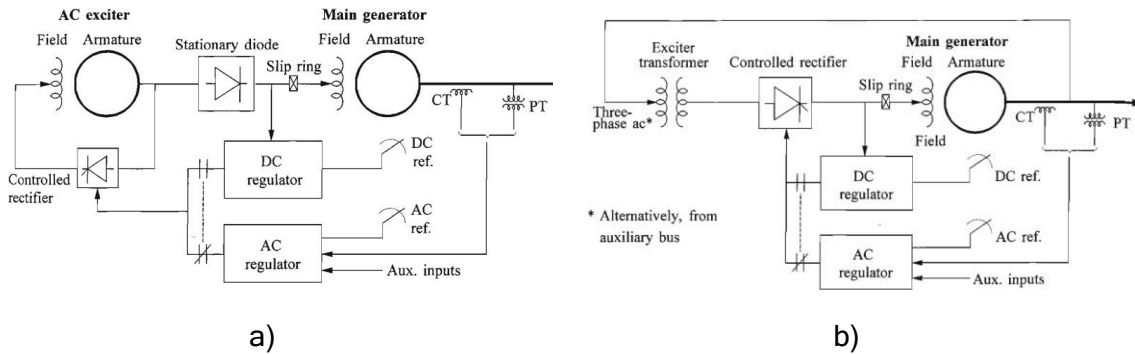 AC exciter
Main generator
Field
Armature
Stationary diode
Field
Armature
Slip ring
CT
PT
DC
ref.
DC
regulator
Controlled
rectifier
AC
ref.
AC
regulator
Aux. inputs
a)
Main generator
Exciter
transformer
Controlled rectifier
Field
Armature
Slip ring
Three-
phase ac*
CT
PT
Field
DC
regulator
DC ref.
* Alternatively, from
auxiliary bus
AC ref.
AC
regulator
Aux. inputs
b)